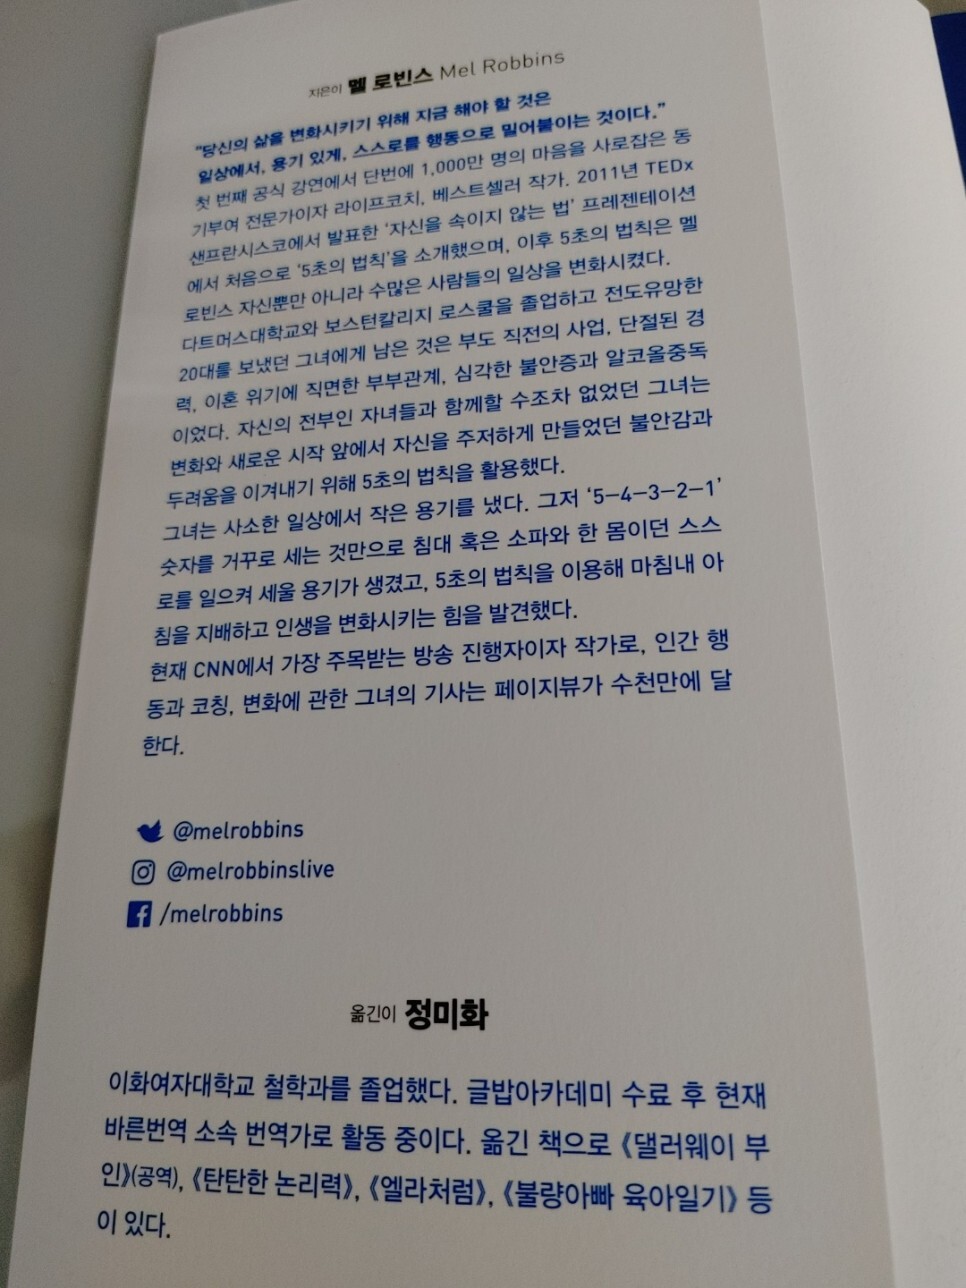 지은이 멜 로빈스 Mel Robbins
"당신의 삶을 변화시키기 위해 지금 해야 할 것은
일상에서, 용기 있게, 스스로를 행동으로 밀어붙이는 것이다."
첫 번째 공식 강연에서 단번에 1,000만 명의 마음을 사로잡은 동
기부여 전문가이자 라이프코치, 베스트셀러 작가. 2011년 TEDx
샌프란시스코에서 발표한 '자신을 속이지 않는 법' 프레젠테이션
에서 처음으로 '5초의 법칙'을 소개했으며, 이후 5초의 법칙은 멜
로빈스 자신뿐만 아니라 수많은 사람들의 일상을 변화시켰다.
다트머스대학교와 보스턴칼리지 로스쿨을 졸업하고 전도유망한
20대를 보냈던 그녀에게 남은 것은 부도 직전의 사업, 단절된 경
력, 이혼 위기에 직면한 부부관계, 심각한 불안증과 알코올중독
이었다. 자신의 전부인 자녀들과 함께할 수조차 없었던 그녀는
변화와 새로운 시작 앞에서 자신을 주저하게 만들었던 불안감과
두려움을 이겨내기 위해 5초의 법칙을 활용했다.
그녀는 사소한 일상에서 작은 용기를 냈다. 그저 '5-4-3-2-1'
숫자를 거꾸로 세는 것만으로 침대 혹은 소파와 한 몸이던 스스
로를 일으켜 세울 용기가 생겼고, 5초의 법칙을 이용해 마침내 아
침을 지배하고 인생을 변화시키는 힘을 발견했다.
현재 CNN에서 가장 주목받는 방송 진행자이자 작가로, 인간 행
동과 코칭, 변화에 관한 그녀의 기사는 페이지뷰가 수천만에 달
한다.
@melrobbins
@melrobbinslive
/melrobbins
옮긴이 정미화
이화여자대학교 철학과를 졸업했다. 글밥아카데미 수료 후 현재
바른번역 소속 번역가로 활동 중이다. 옮긴 책으로 《댈러웨이 부
인》(공역), 《탄탄한 논리력》, 《엘라처럼》, 《불량아빠 육아일기》 등
이 있다.